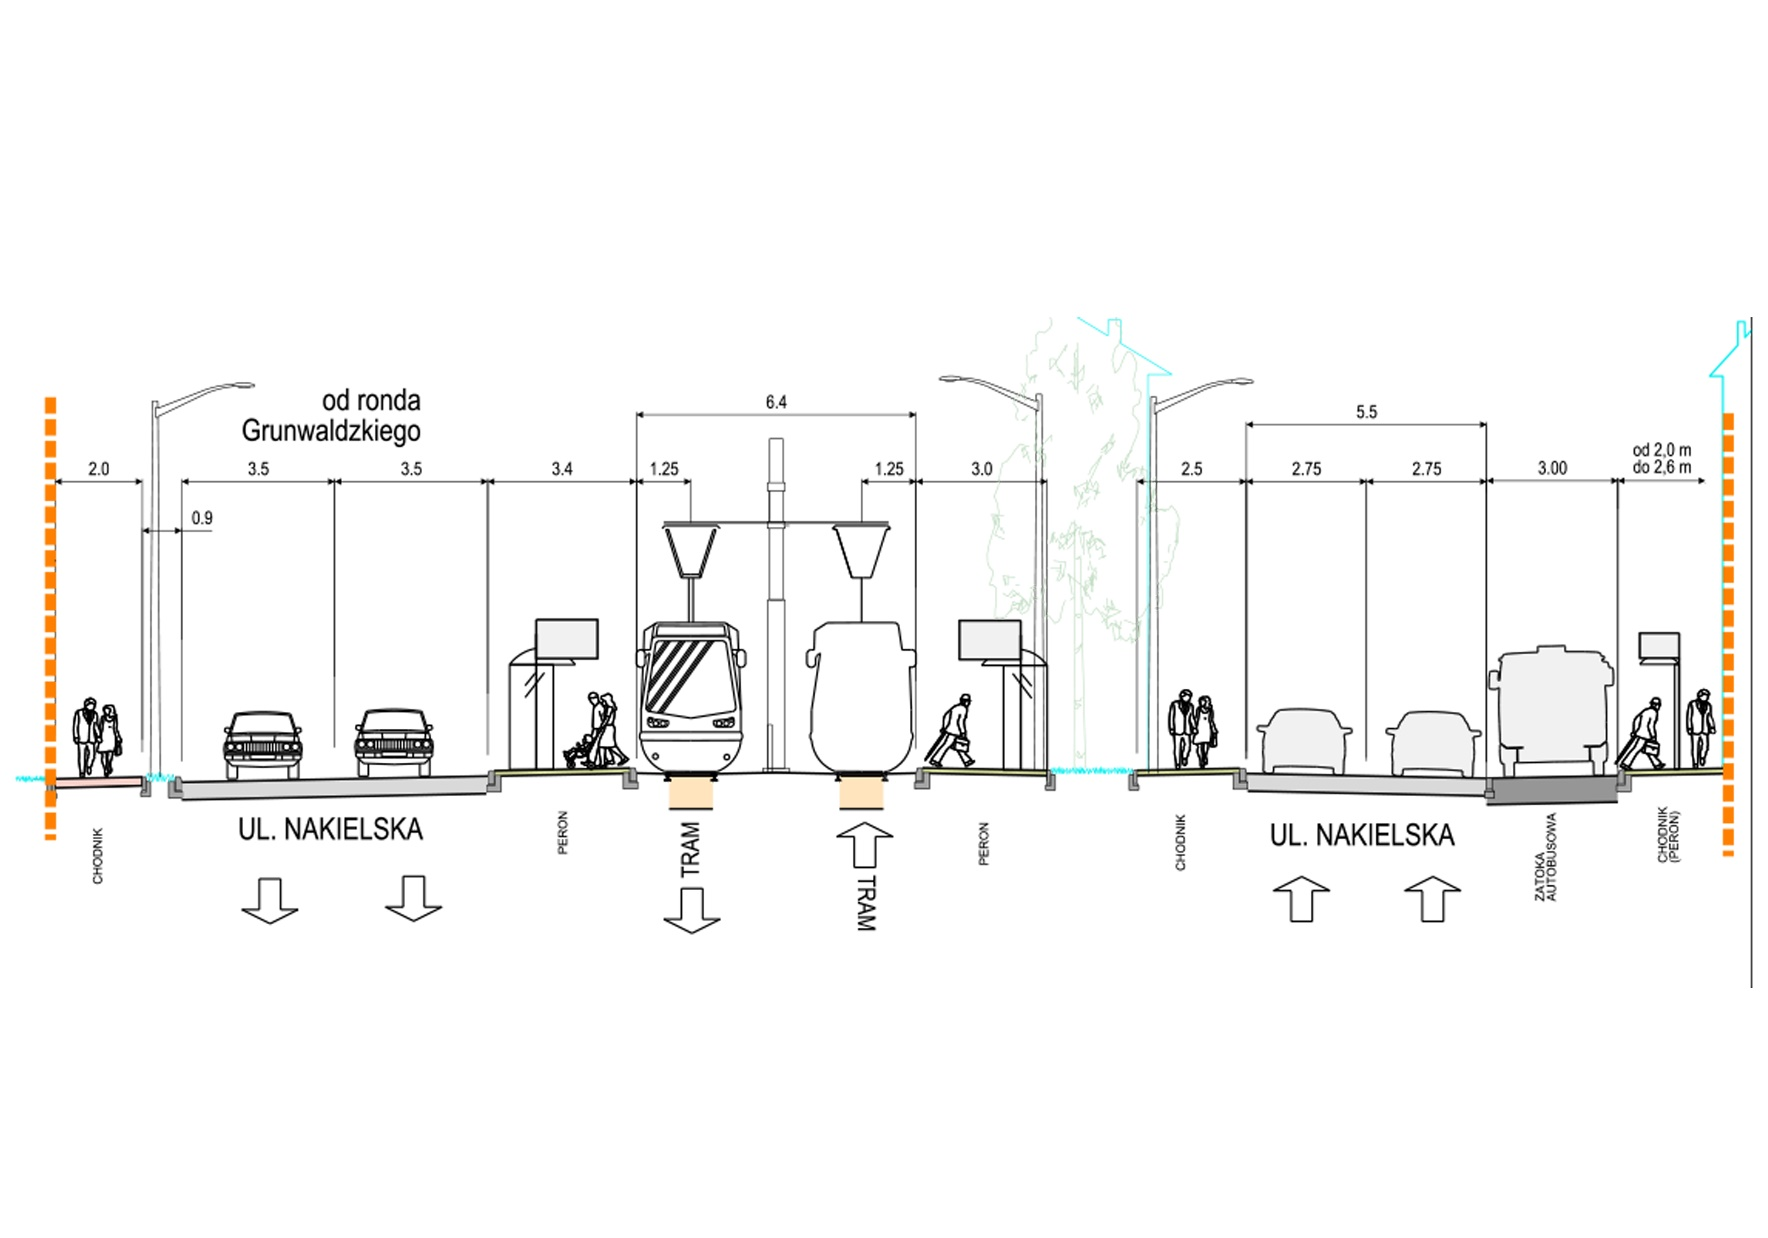 od ronda
Grunwaldzkiego
6.4
5.5
2.0
3.5
3.5
3.4
1.25
1.25
3.0
2.5
2.75
2.75
3.00
od 2,0 m
do 2,6 m
0.9
CHODNIK
UL. NAKIELSKA
PERON
TRAM
TRAM
PERON
CHODNIK
UL. NAKIELSKA
ZATOKA
AUTOBUSOWA
CHODNIK
(PERON)